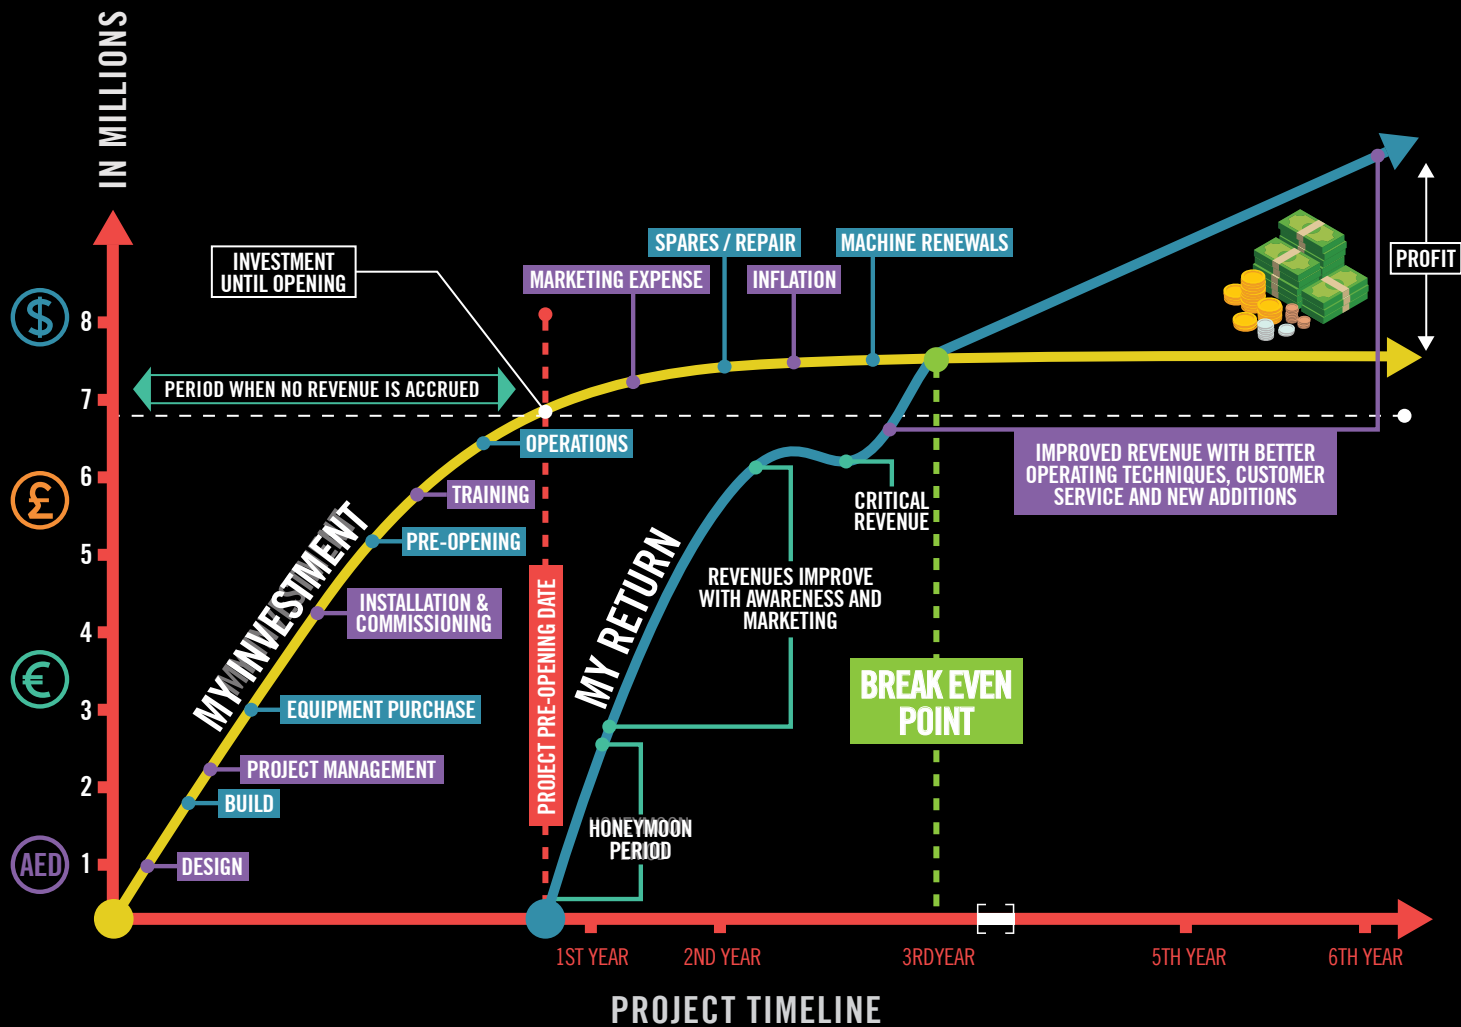 IN MILLIONS
$
£
€
AED
8
7
6
5
4
3
2
1
INVESTMENT
UNTIL OPENING
PERIOD WHEN NO REVENUE IS ACCRUED
MARKETING EXPENSE
SPARES / REPAIR
INFLATION
MACHINE RENEWALS
PROFIT
OPERATIONS
TRAINING
PRE-OPENING
INSTALLATION &
COMMISSIONING
EQUIPMENT PURCHASE
PROJECT MANAGEMENT
BUILD
DESIGN
MY INVESTMENT
PROJECT PRE-OPENING DATE
MY RETURN
CRITICAL
REVENUE
REVENUES IMPROVE
WITH AWARENESS AND
MARKETING
HONEYMOON
PERIOD
IMPROVED REVENUE WITH BETTER
OPERATING TECHNIQUES, CUSTOMER
SERVICE AND NEW ADDITIONS
BREAK EVEN
POINT
1ST YEAR
2ND YEAR
3RDYEAR
5TH YEAR
6TH YEAR
PROJECT TIMELINE